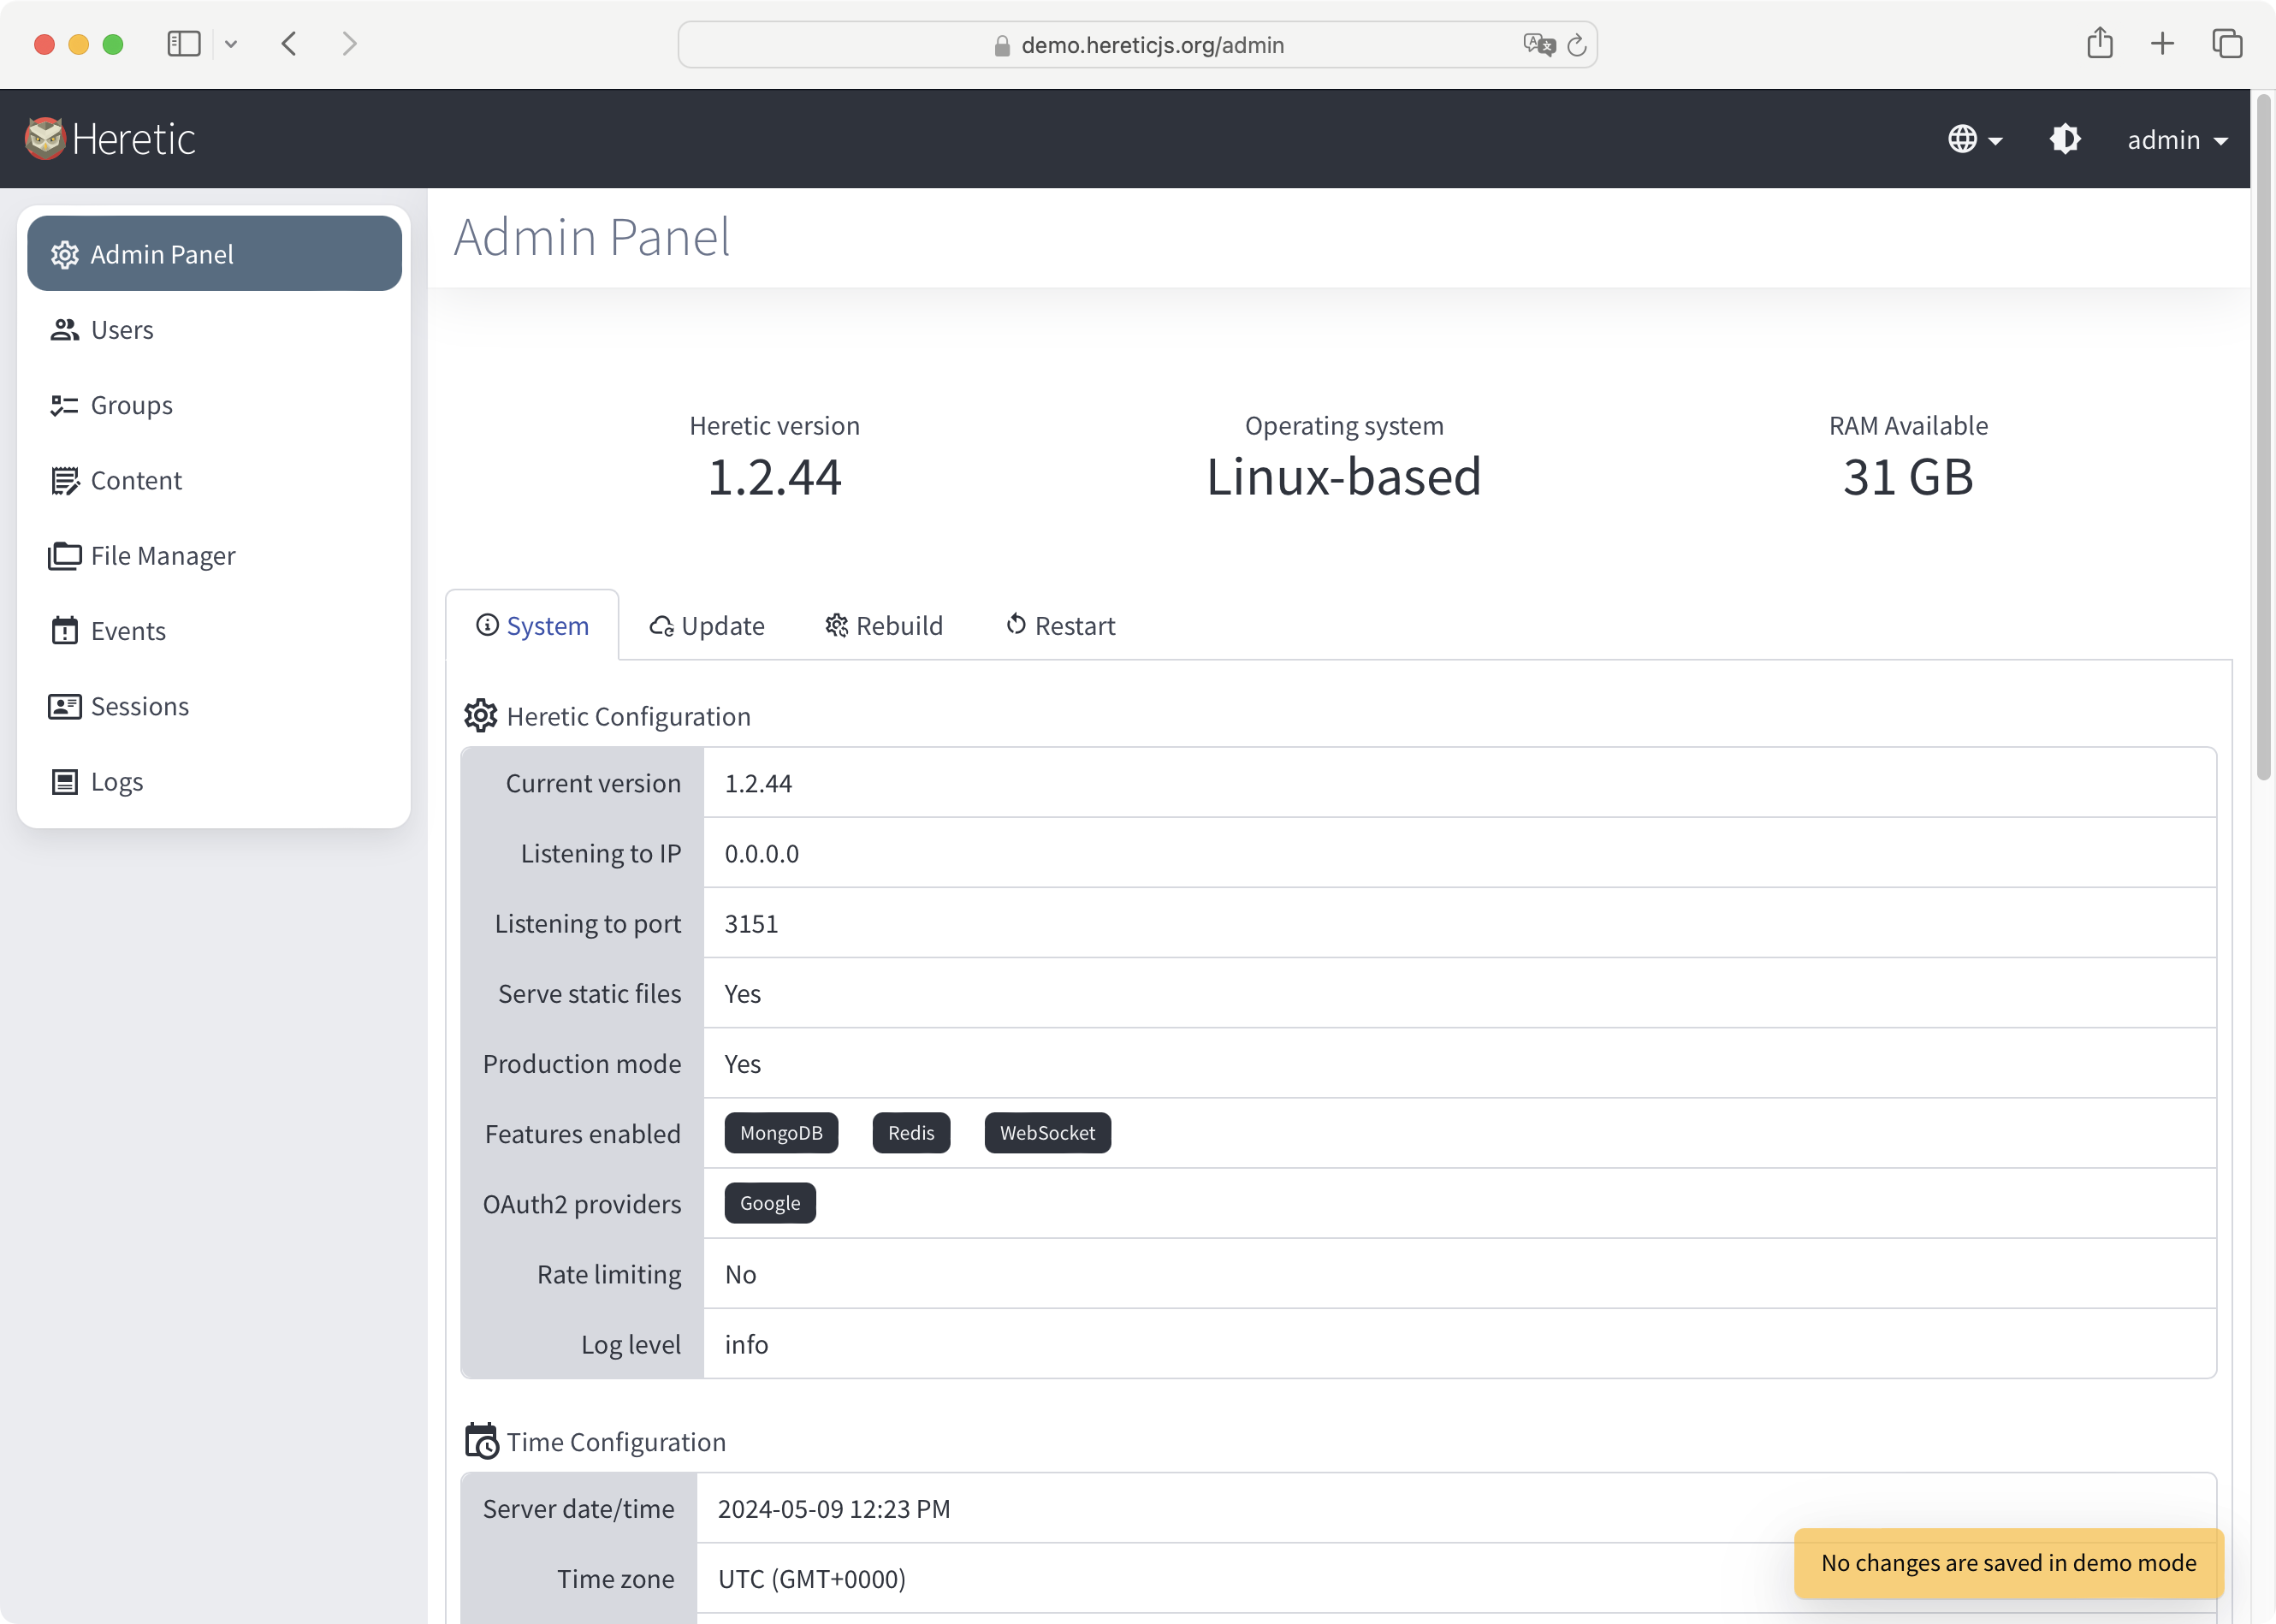 demo.hereticjs.org/admin
Heretic
admin
Admin Panel
Users
Groups
Content
File Manager
Events
Sessions
Logs
Admin Panel
Heretic version
1.2.44
Operating system
Linux-based
RAM Available
31 GB
System Update Rebuild Restart
Heretic Configuration
Current version 1.2.44
Listening to IP 0.0.0.0
Listening to port 3151
Serve static files Yes
Production mode Yes
Features enabled MongoDB Redis WebSocket
OAuth2 providers Google
Rate limiting No
Log level info
Time Configuration
Server date/time 2024-05-09 12:23 PM
Time zone UTC (GMT+0000)
No changes are saved in demo mode